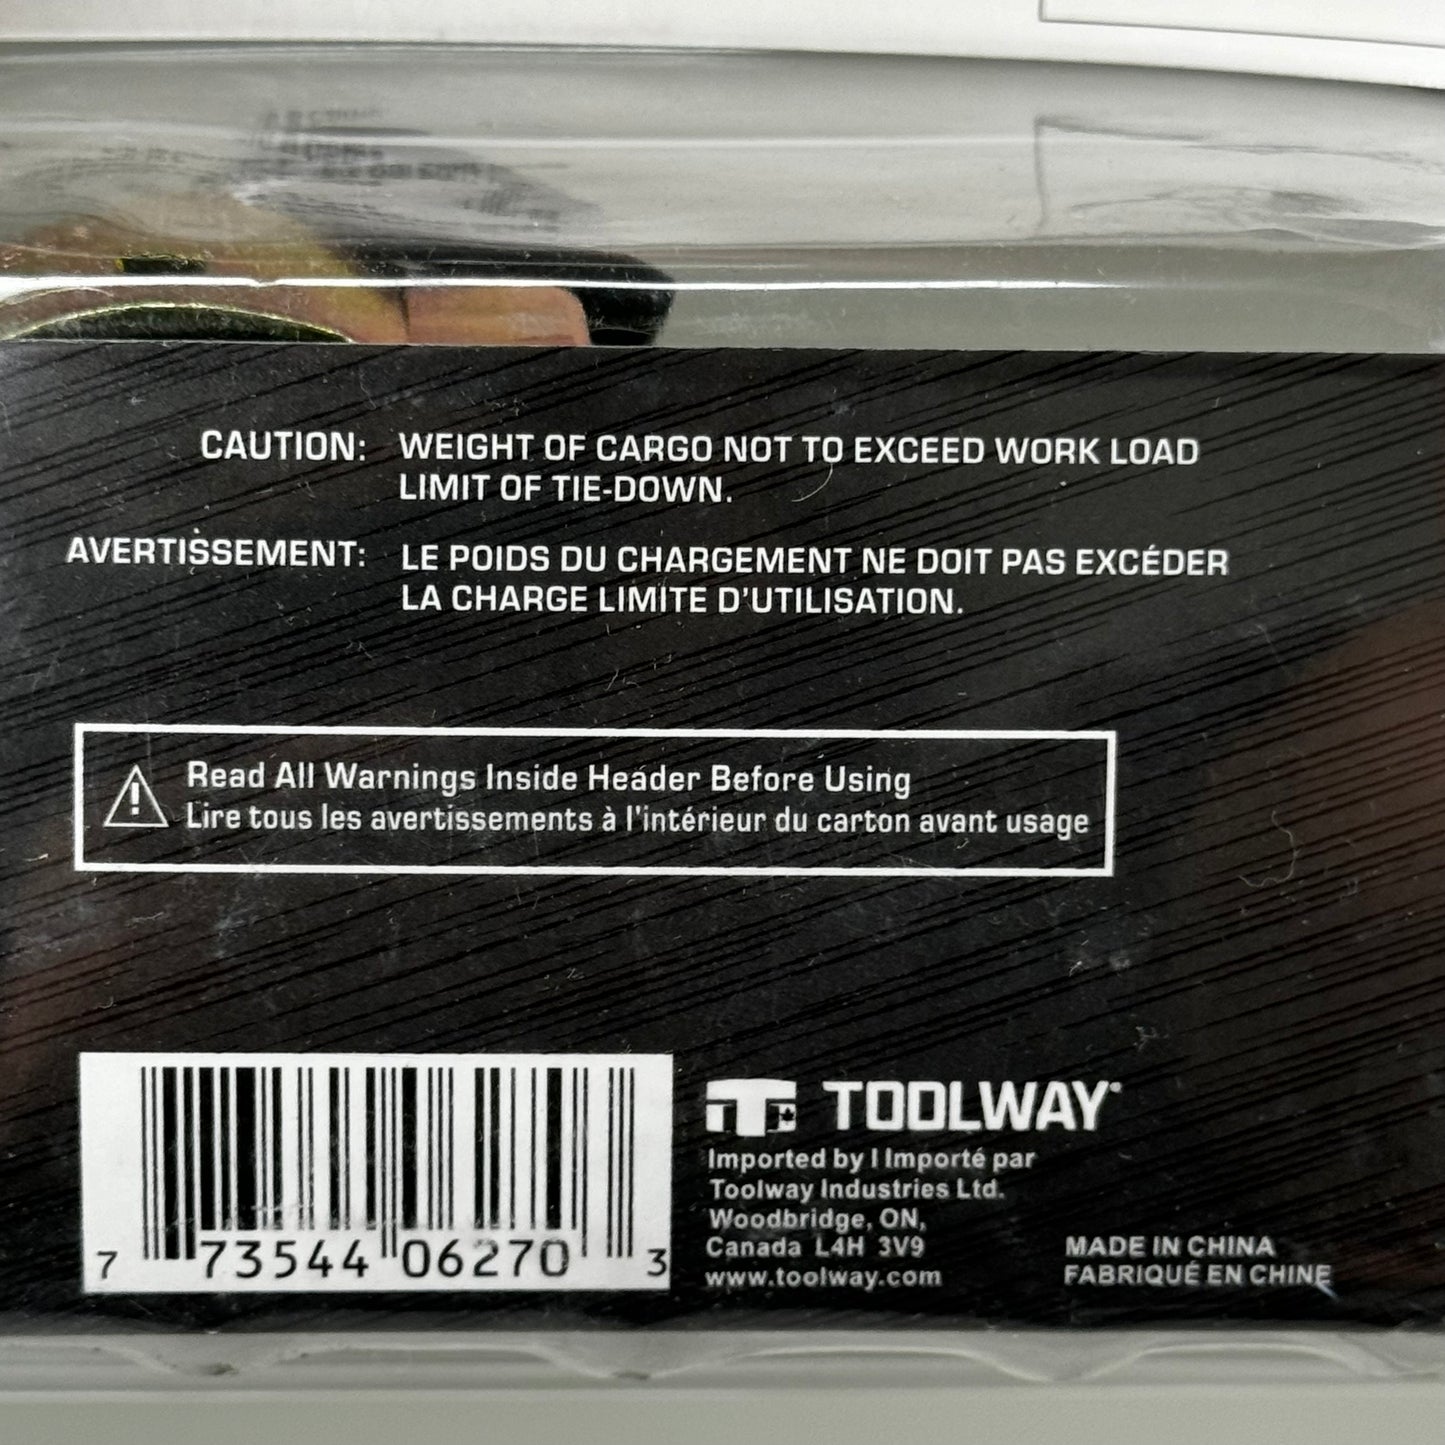 CAUTION: WEIGHT OF CARGO NOT TO EXCEED WORK LOAD
LIMIT OF TIE-DOWN.
AVERTISSEMENT: LE POIDS DU CHARGEMENT NE DOIT PAS EXCÉDER
LA CHARGE LIMITE D'UTILISATION.
Read All Warnings Inside Header Before Using
Lire tous les avertissements à l'intérieur du carton avant usage
7 73544 06270 3
TOOLWAY
Imported by | Importé par
Toolway Industries Ltd.
Woodbridge, ON,
Canada L4H 3V9
www.toolway.com
MADE IN CHINA
FABRIQUÉ EN CHINE